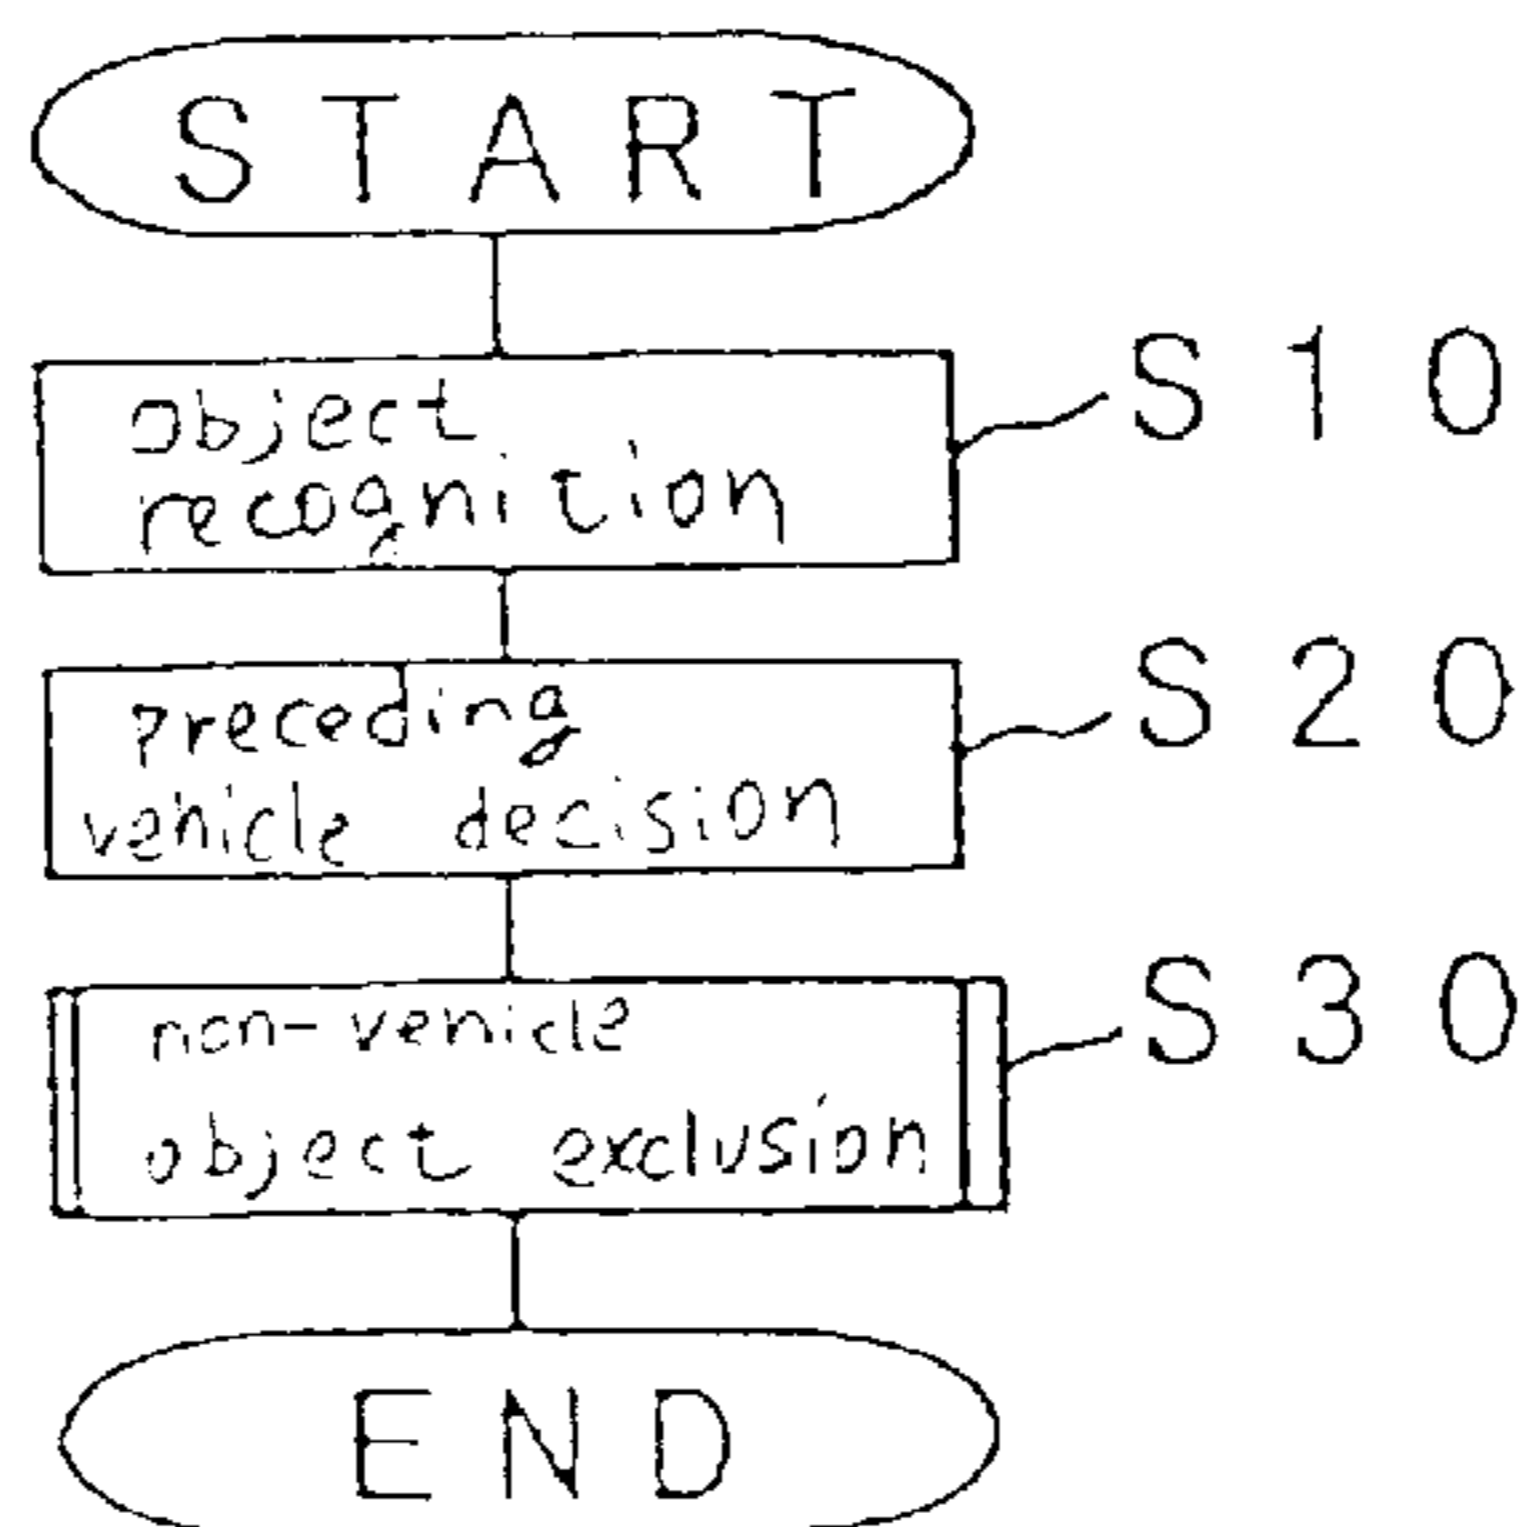 START
object
recognition
S10
preceding
vehicle decision
S20
non-vehicle
object exclusion
S30
END